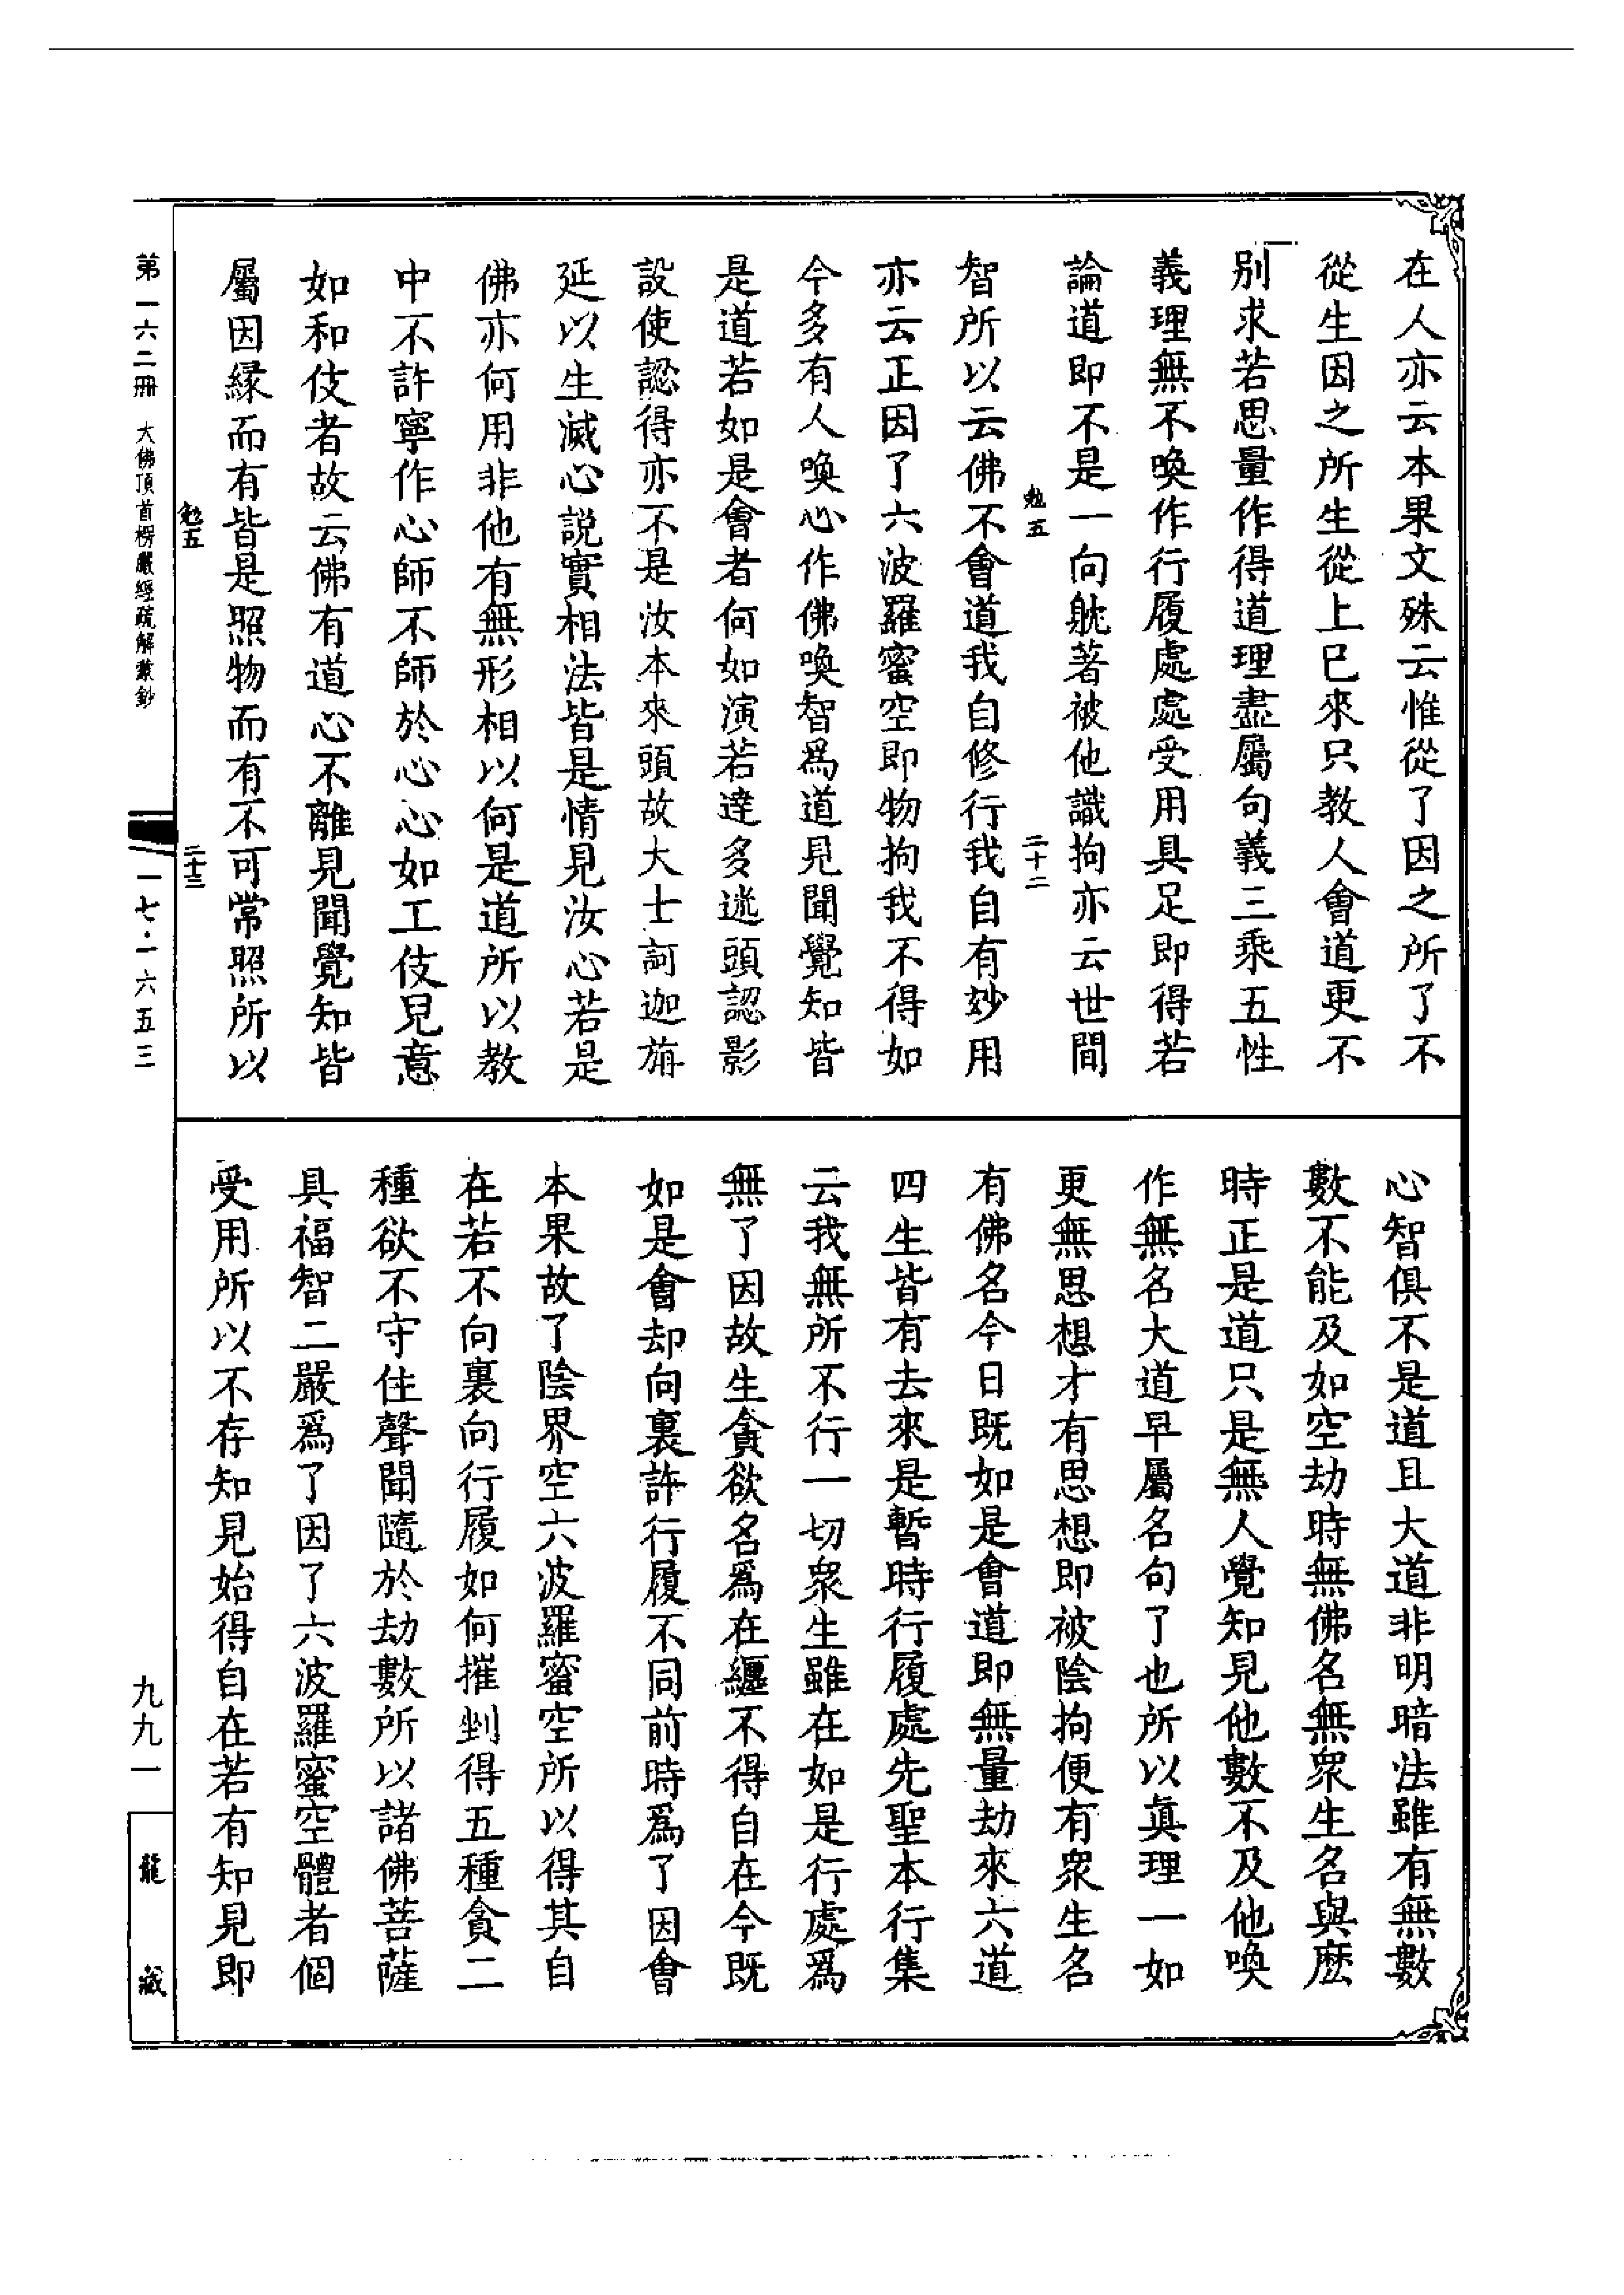 在人亦云本果文殊云惟從了因之所了不
從生因之所生從上已來只教人會道更不
別求若思量作得道理盡屬句義三乘五性
義理無不喚作行履處處受用具足即得若
論道即不是一向躭著被他識拘亦云世間
勉五
二十二
智所以云佛不會道我自修行我自有妙用
亦云正因了六波羅蜜空即物拘我不得如
今多有人喚心作佛喚智爲道見聞覺知皆
是道若如是會者何如演若達多迷頭認影
設使認得亦不是汝本來頭故大士訶迦旃
延以生滅心說實相法皆是情見汝心若是
佛亦何用非他有無形相以何是道所以教
中不許寧作心師不師於心心如工伎兒意
如和伎者故云佛有道心不離見聞覺知皆
屬因緣而有皆是照物而有不可常照所以
勉五
二十三
心智俱不是道且大道非明暗法雖有無數
數不能及如空劫時無佛名無衆生名與麽
時正是道只是無人覺知見他數不及他喚
作無名大道早屬名句了也所以眞理一如
更無思想才有思想即被陰拘便有衆生名
有佛名今日既如是會道即無量劫來六道
四生皆有去來是暫時行履處先聖本行集
云我無所不行一切衆生雖在如是行處爲
無了因故生貪欲名爲在纏不得自在今既
如是會却向裏許行履不同前時爲了因會
本果故了陰界空六波羅蜜空所以得其自
在若不向裏向行履如何摧剉得五種貪二
種欲不守住聲聞隨於劫數所以諸佛菩薩
具福智二嚴爲了因了六波羅蜜空體者個
受用所以不存知見始得自在若有知見即
第一六二冊 大佛頂首楞嚴經疏解蒙鈔
一七·一六五三
九九一
龍藏